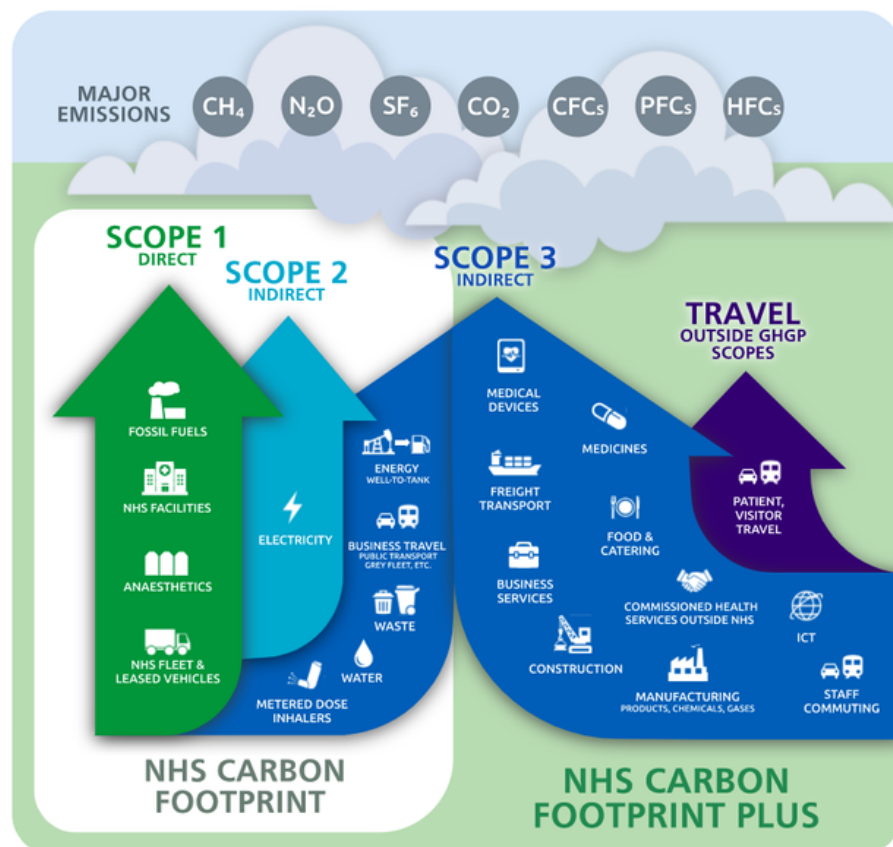 MAJOR
EMISSIONS
CH₄
N₂O
SF₆
CO₂
CFCs
PFCs
HFCs
SCOPE 1
DIRECT
FOSSIL FUELS
NHS FACILITIES
ANAESTHETICS
NHS FLEET &
LEASED VEHICLES
SCOPE 2
INDIRECT
ELECTRICITY
SCOPE 3
INDIRECT
ENERGY
WELL-TO-TANK
BUSINESS TRAVEL
PUBLIC TRANSPORT
GREY FLEET, ETC.
WASTE
WATER
METERED DOSE
INHALERS
MEDICAL
DEVICES
MEDICINES
FREIGHT
TRANSPORT
FOOD &
CATERING
BUSINESS
SERVICES
COMMISSIONED HEALTH
SERVICES OUTSIDE NHS
ICT
CONSTRUCTION
MANUFACTURING
PRODUCTS, CHEMICALS, GASES
STAFF
COMMUTING
TRAVEL
OUTSIDE GHGP
SCOPES
PATIENT,
VISITOR
TRAVEL
NHS CARBON
FOOTPRINT
NHS CARBON
FOOTPRINT PLUS